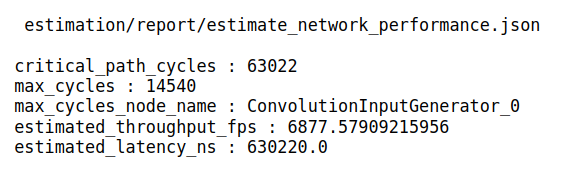 estimation/report/estimate_network_performance.json
critical_path_cycles : 63022
max_cycles : 14540
max_cycles_node_name : ConvolutionInputGenerator_0
estimated_throughput_fps : 6877.57909215956
estimated_latency_ns : 630220.0